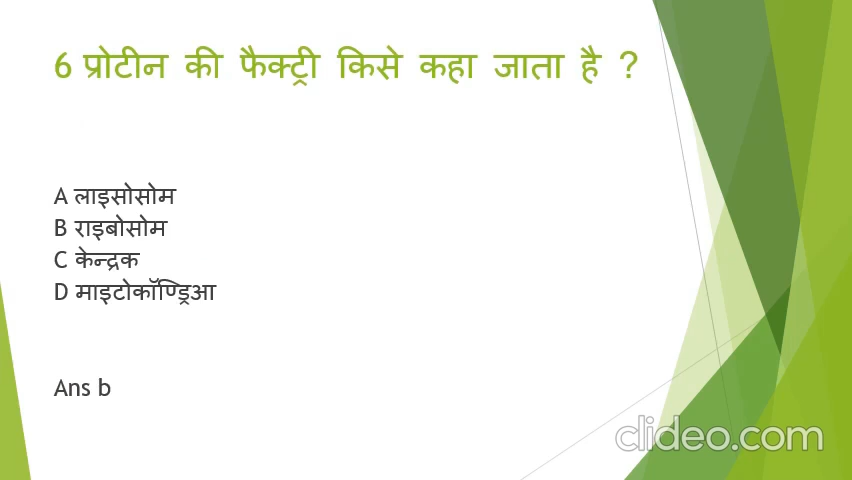 6 प्रोटीन की फैक्ट्री किसे कहा जाता है ?
A लाइसोसोम
B राइबोसोम
C केन्द्रक
D माइटोकॉण्ड्रिआ
Ans b
clideo.com